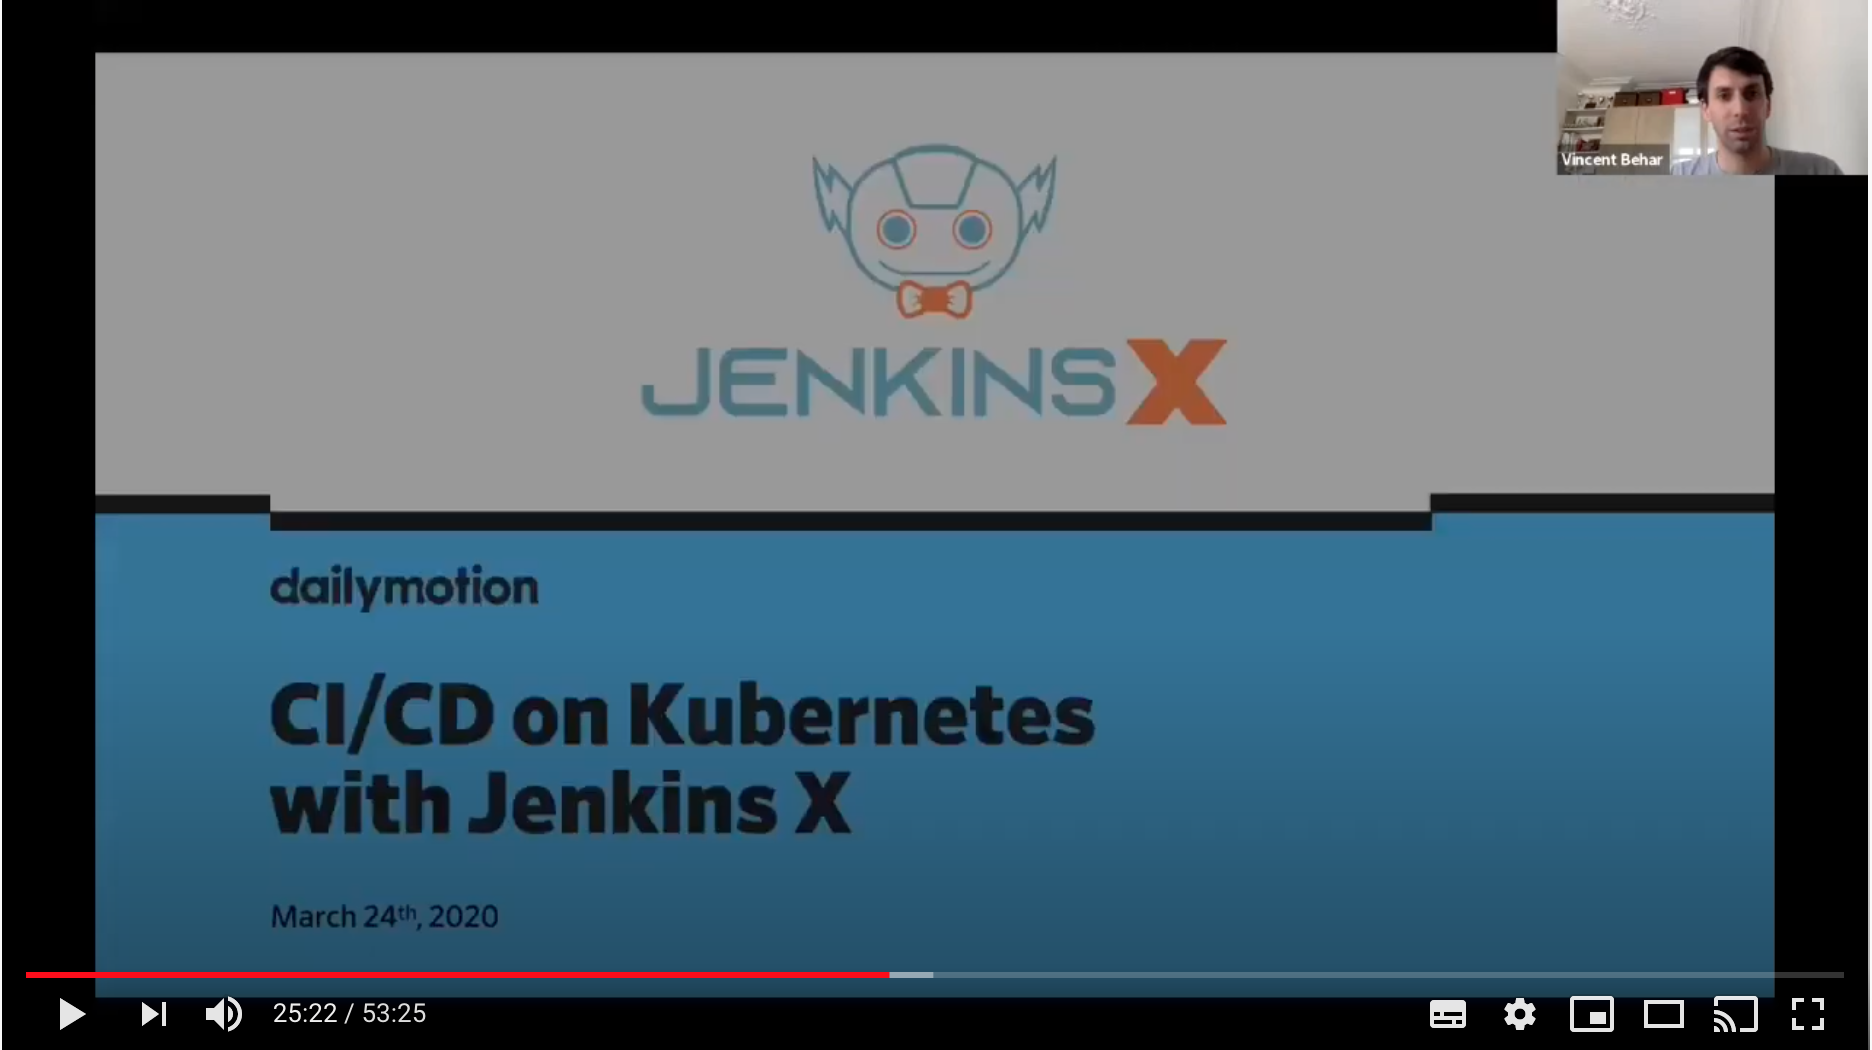 Vincent Behar
JENKINS X
dailymotion
CI/CD on Kubernetes
with Jenkins X
March 24th, 2020
25:22 / 53:25